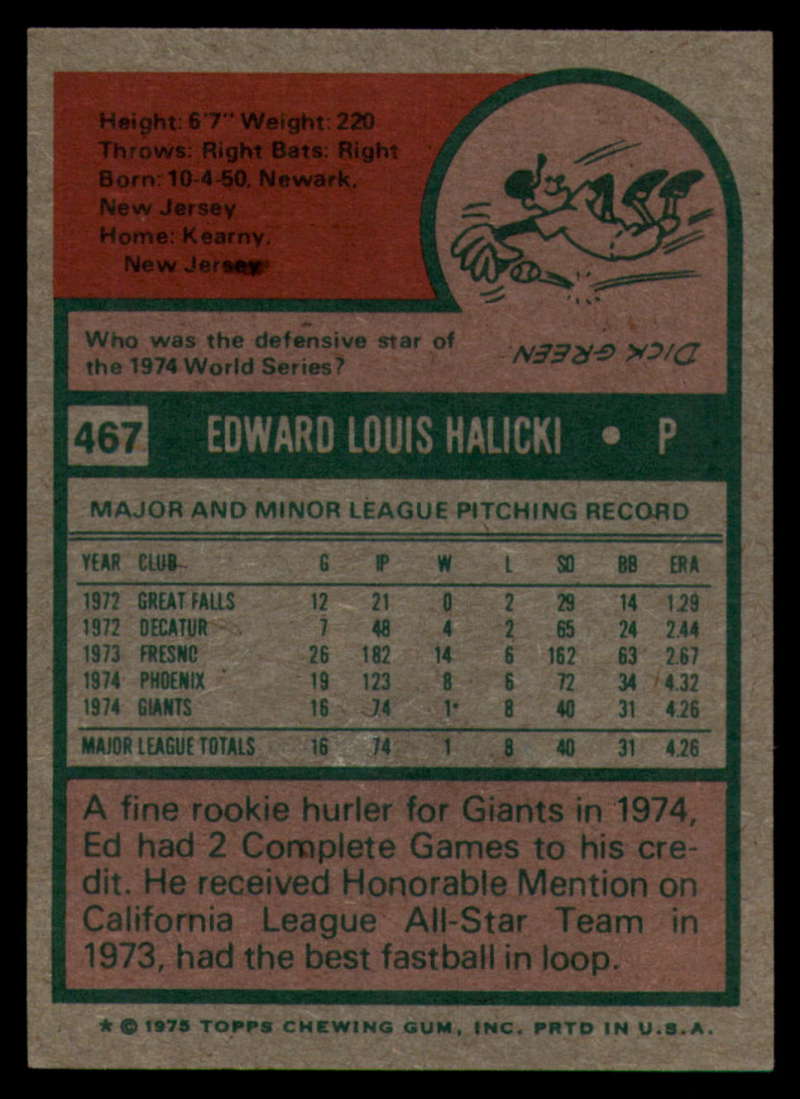 Height: 6'7" Weight: 220
Throws: Right Bats: Right
Born: 10-4-50, Newark,
New Jersey
Home: Kearny,
New Jersey
Who was the defensive star of
the 1974 World Series?
DICK GREEN
467 EDWARD LOUIS HALICKI • P
MAJOR AND MINOR LEAGUE PITCHING RECORD
YEAR CLUB G IP W L SO BB ERA
1972 GREAT FALLS 12 21 0 2 29 14 1.29
1972 DECATUR 7 48 4 2 65 24 2.44
1973 FRESNO 26 182 14 6 162 63 2.67
1974 PHOENIX 19 123 8 6 72 34 4.32
1974 GIANTS 16 74 1* 8 40 31 4.26
MAJOR LEAGUE TOTALS 16 74 1 8 40 31 4.26
A fine rookie hurler for Giants in 1974,
Ed had 2 Complete Games to his cre-
dit. He received Honorable Mention on
California League All-Star Team in
1973, had the best fastball in loop.
* © 1975 TOPPS CHEWING GUM, INC. PRTD IN U.S.A.